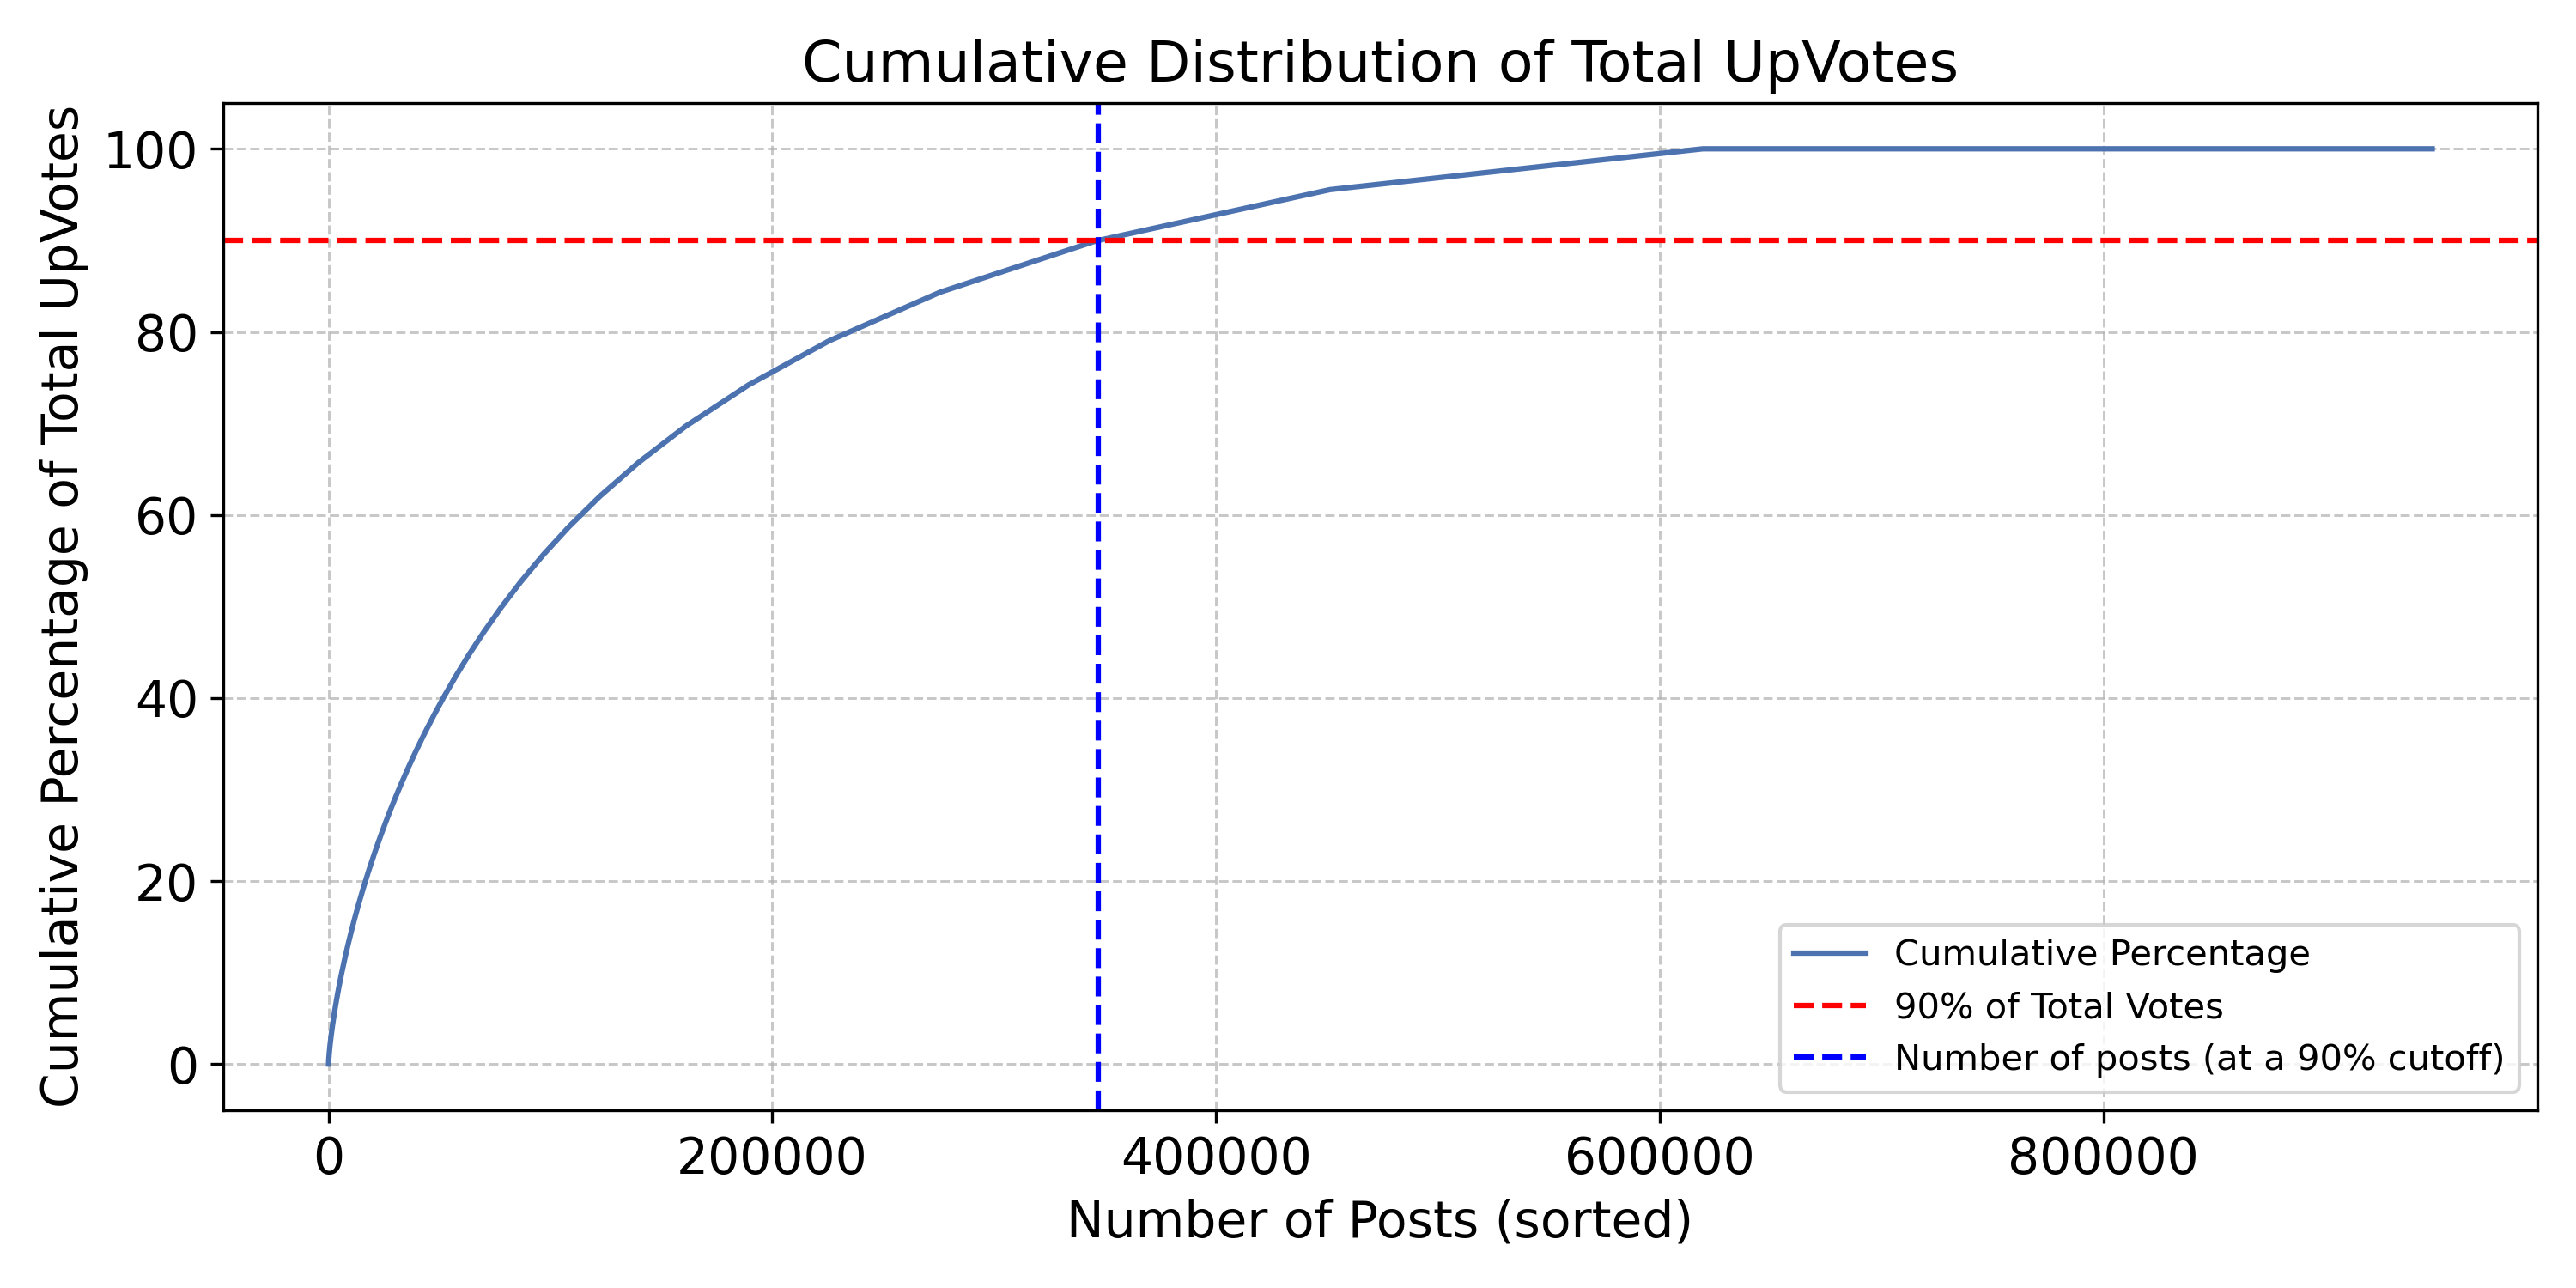 Cumulative Distribution of Total UpVotes
Cumulative Percentage of Total UpVotes
100
80
60
40
20
0
0 200000 400000 600000 800000
Number of Posts (sorted)
Cumulative Percentage
90% of Total Votes
Number of posts (at a 90% cutoff)